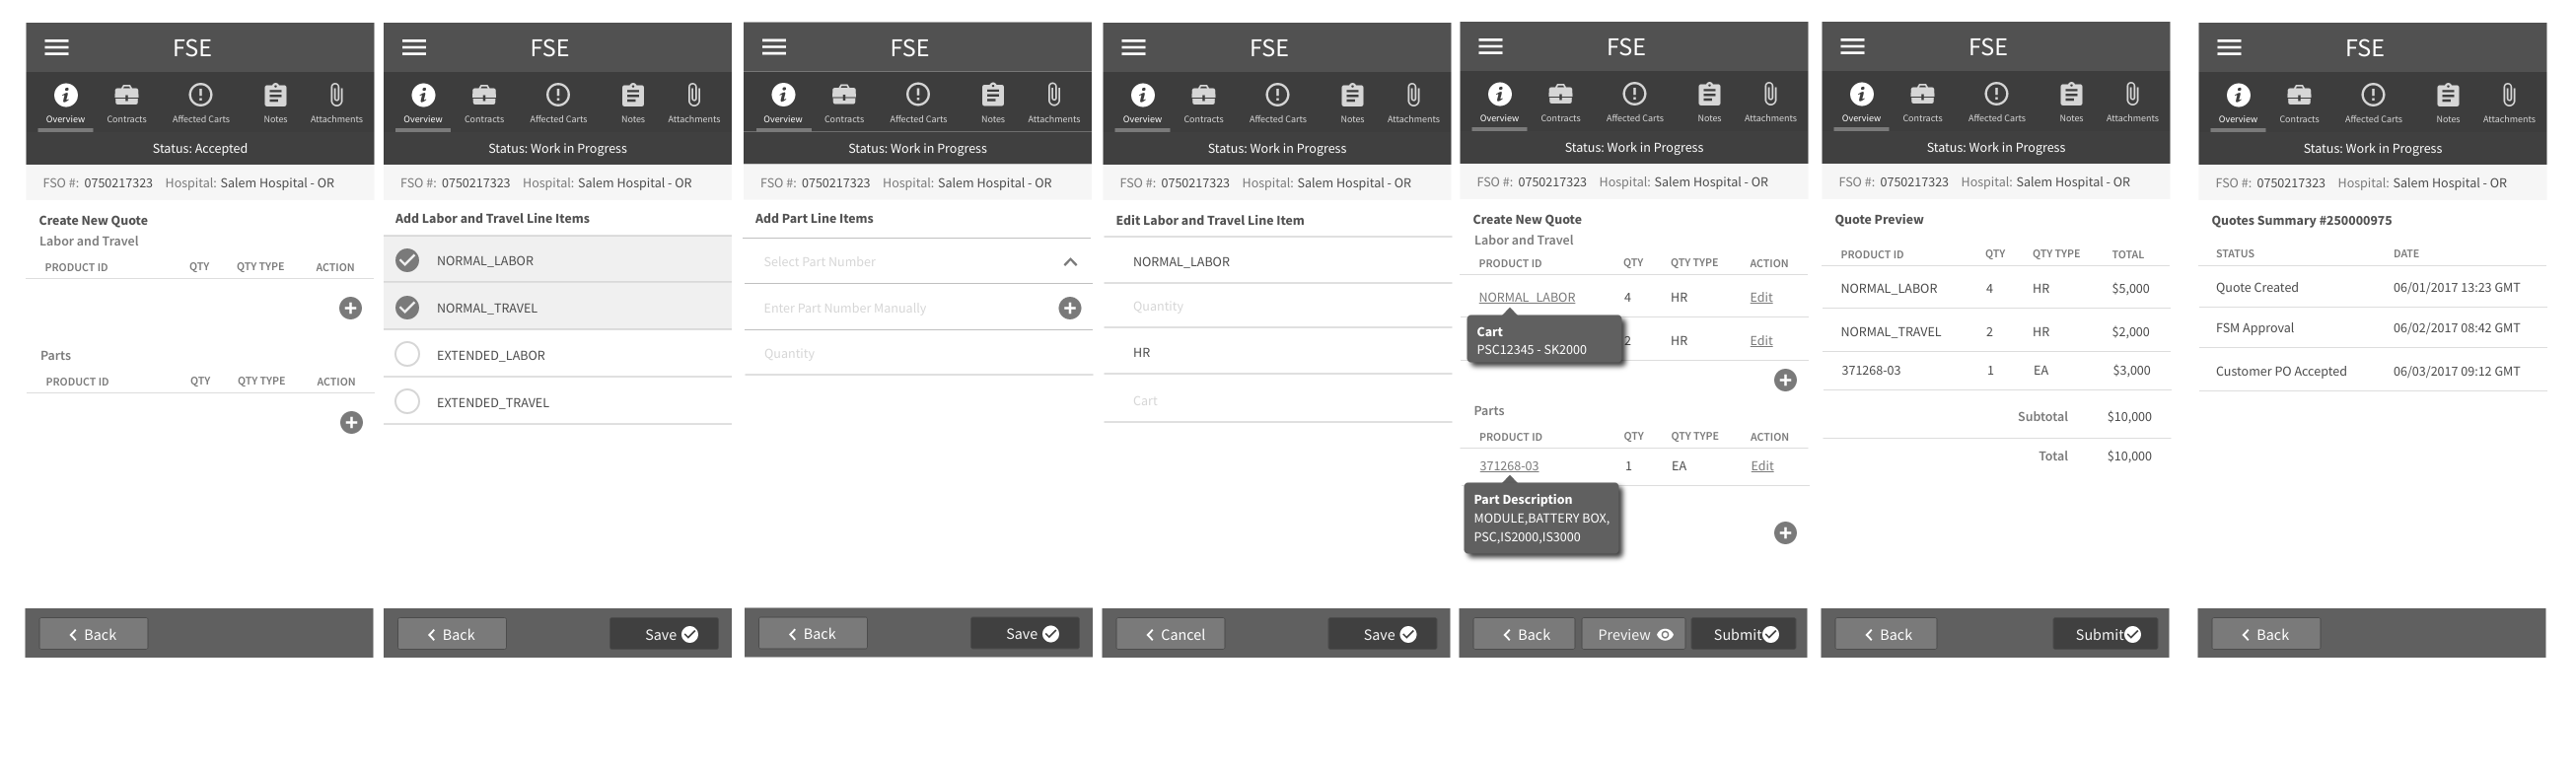 FSE
Overview Contracts Affected Carts Notes Attachments
Status: Accepted
FSO #: 0750217323 Hospital: Salem Hospital - OR
Create New Quote
Labor and Travel
PRODUCT ID QTY QTY TYPE ACTION
Parts
PRODUCT ID QTY QTY TYPE ACTION
Back
FSE
Overview Contracts Affected Carts Notes Attachments
Status: Work in Progress
FSO #: 0750217323 Hospital: Salem Hospital - OR
Add Labor and Travel Line Items
NORMAL_LABOR
NORMAL_TRAVEL
EXTENDED_LABOR
EXTENDED_TRAVEL
Back Save
FSE
Overview Contracts Affected Carts Notes Attachments
Status: Work in Progress
FSO #: 0750217323 Hospital: Salem Hospital - OR
Add Part Line Items
Select Part Number
Enter Part Number Manually
Quantity
Back Save
FSE
Overview Contracts Affected Carts Notes Attachments
Status: Work in Progress
FSO #: 0750217323 Hospital: Salem Hospital - OR
Edit Labor and Travel Line Item
NORMAL_LABOR
Quantity
HR
Cart
Cancel Save
FSE
Overview Contracts Affected Carts Notes Attachments
Status: Work in Progress
FSO #: 0750217323 Hospital: Salem Hospital - OR
Create New Quote
Labor and Travel
PRODUCT ID QTY QTY TYPE ACTION
NORMAL_LABOR 4 HR Edit
Cart
PSC12345 - SK2000
2 HR Edit
Parts
PRODUCT ID QTY QTY TYPE ACTION
371268-03 1 EA Edit
Part Description
MODULE,BATTERY BOX,
PSC,IS2000,IS3000
Back Preview Submit
FSE
Overview Contracts Affected Carts Notes Attachments
Status: Work in Progress
FSO #: 0750217323 Hospital: Salem Hospital - OR
Quote Preview
PRODUCT ID QTY QTY TYPE TOTAL
NORMAL_LABOR 4 HR $5,000
NORMAL_TRAVEL 2 HR $2,000
371268-03 1 EA $3,000
Subtotal $10,000
Total $10,000
Back Submit
FSE
Overview Contracts Affected Carts Notes Attachments
Status: Work in Progress
FSO #: 0750217323 Hospital: Salem Hospital - OR
Quotes Summary #250000975
STATUS DATE
Quote Created 06/01/2017 13:23 GMT
FSM Approval 06/02/2017 08:42 GMT
Customer PO Accepted 06/03/2017 09:12 GMT
Back